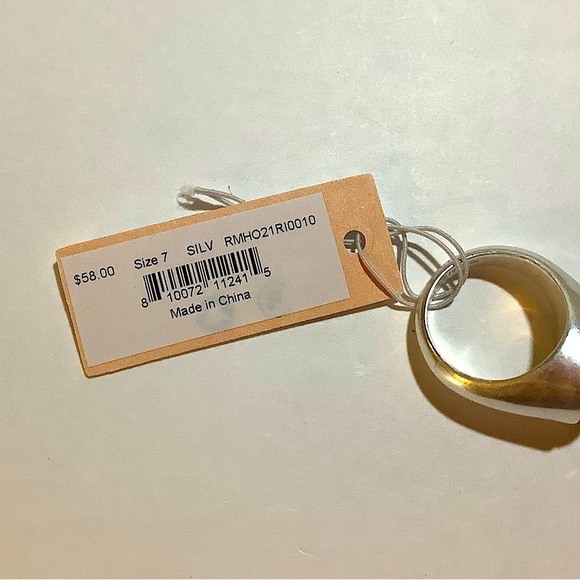 $58.00 Size 7 SILV RMHO21RI0010
8 10072 11241 5
Made in China